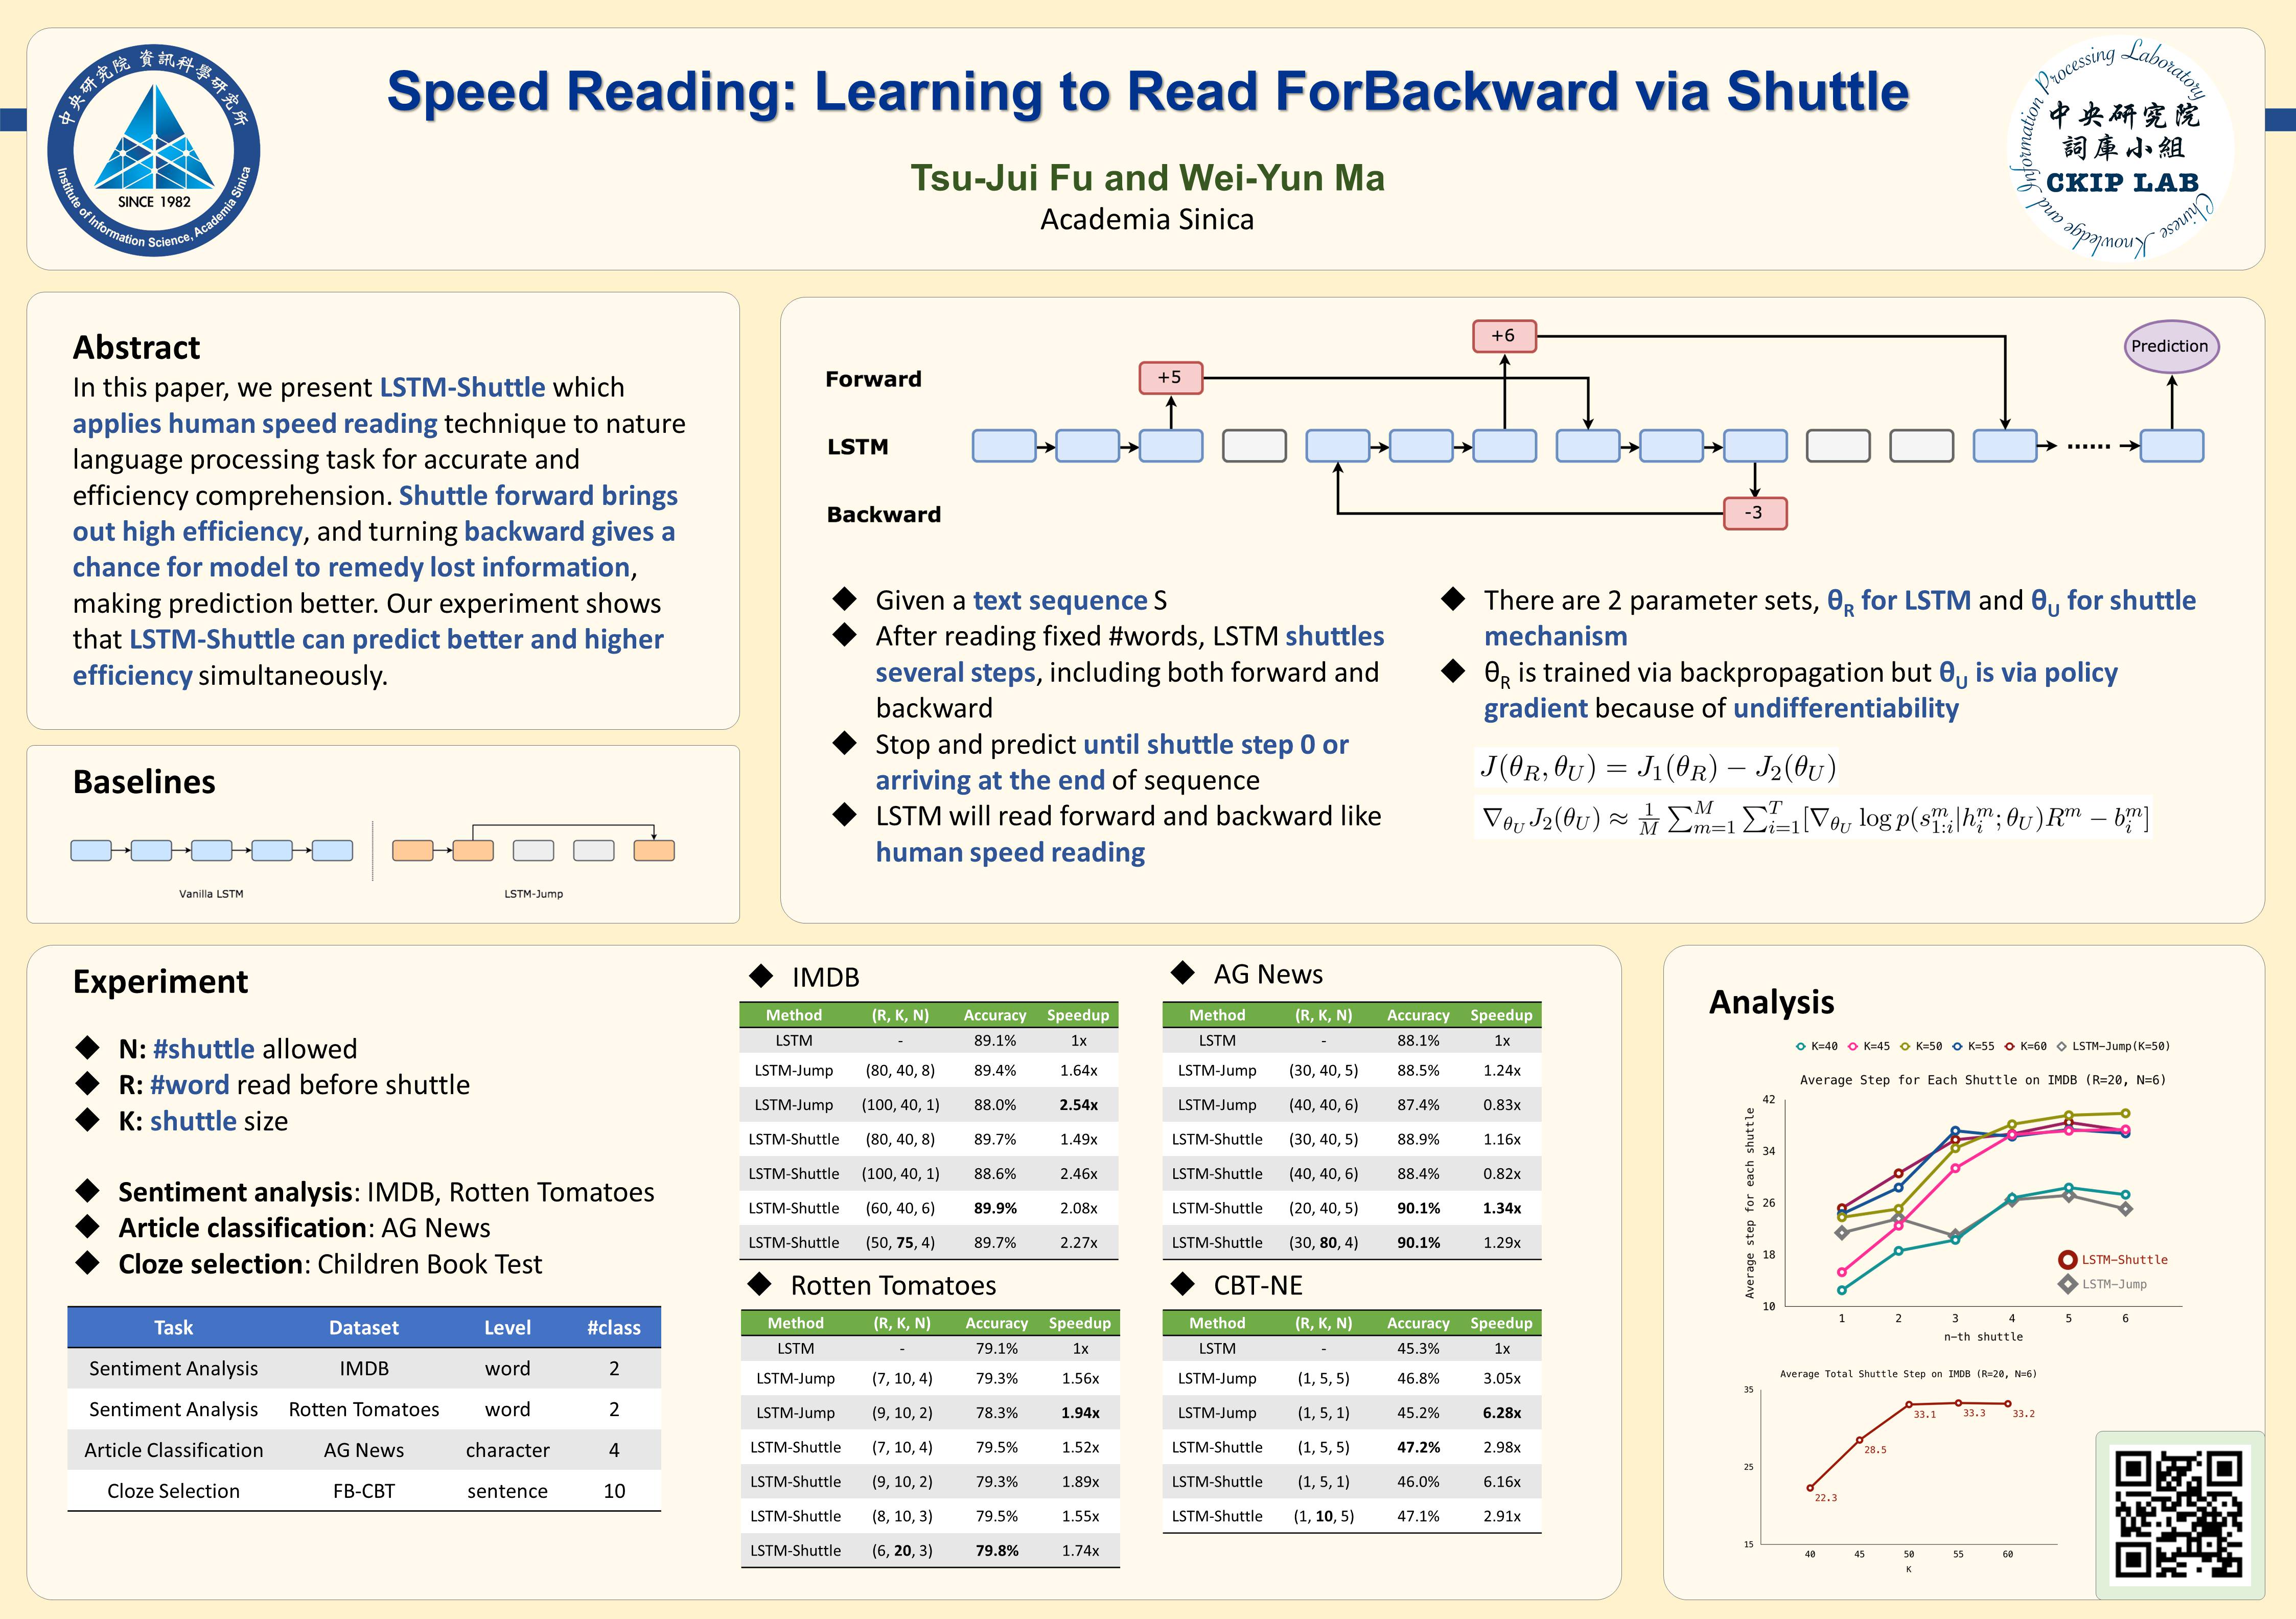 中央研究院 資訊科學研究所
SINCE 1982
Institute of Information Science, Academia Sinica
Speed Reading: Learning to Read ForBackward via Shuttle
Tsu-Jui Fu and Wei-Yun Ma
Academia Sinica
中央研究院
詞庫小組
CKIP LAB
Chinese Knowledge and Information Processing Laboratory
Abstract
In this paper, we present LSTM-Shuttle which
applies human speed reading technique to nature
language processing task for accurate and
efficiency comprehension. Shuttle forward brings
out high efficiency, and turning backward gives a
chance for model to remedy lost information,
making prediction better. Our experiment shows
that LSTM-Shuttle can predict better and higher
efficiency simultaneously.
Baselines
Vanilla LSTM
LSTM-Jump
+6
Prediction
Forward
+5
LSTM
......
Backward
-3
◆ Given a text sequence S
◆ After reading fixed #words, LSTM shuttles
several steps, including both forward and
backward
◆ Stop and predict until shuttle step 0 or
arriving at the end of sequence
◆ LSTM will read forward and backward like
human speed reading
◆ There are 2 parameter sets, θR for LSTM and θU for shuttle
mechanism
◆ θR is trained via backpropagation but θU is via policy
gradient because of undifferentiability
J(θR, θU) = J1(θR) − J2(θU)
∇θU J2(θU) ≈ 1/M ∑m=1^M ∑i=1^T [∇θU log p(s1:i^m|hi^m; θU)R^m − bi^m]
Experiment
◆ N: #shuttle allowed
◆ R: #word read before shuttle
◆ K: shuttle size
◆ Sentiment analysis: IMDB, Rotten Tomatoes
◆ Article classification: AG News
◆ Cloze selection: Children Book Test
Task Dataset Level #class
Sentiment Analysis IMDB word 2
Sentiment Analysis Rotten Tomatoes word 2
Article Classification AG News character 4
Cloze Selection FB-CBT sentence 10
◆ IMDB
Method (R, K, N) Accuracy Speedup
LSTM - 89.1% 1x
LSTM-Jump (80, 40, 8) 89.4% 1.64x
LSTM-Jump (100, 40, 1) 88.0% 2.54x
LSTM-Shuttle (80, 40, 8) 89.7% 1.49x
LSTM-Shuttle (100, 40, 1) 88.6% 2.46x
LSTM-Shuttle (60, 40, 6) 89.9% 2.08x
LSTM-Shuttle (50, 75, 4) 89.7% 2.27x
◆ AG News
Method (R, K, N) Accuracy Speedup
LSTM - 88.1% 1x
LSTM-Jump (30, 40, 5) 88.5% 1.24x
LSTM-Jump (40, 40, 6) 87.4% 0.83x
LSTM-Shuttle (30, 40, 5) 88.9% 1.16x
LSTM-Shuttle (40, 40, 6) 88.4% 0.82x
LSTM-Shuttle (20, 40, 5) 90.1% 1.34x
LSTM-Shuttle (30, 80, 4) 90.1% 1.29x
◆ Rotten Tomatoes
Method (R, K, N) Accuracy Speedup
LSTM - 79.1% 1x
LSTM-Jump (7, 10, 4) 79.3% 1.56x
LSTM-Jump (9, 10, 2) 78.3% 1.94x
LSTM-Shuttle (7, 10, 4) 79.5% 1.52x
LSTM-Shuttle (9, 10, 2) 79.3% 1.89x
LSTM-Shuttle (8, 10, 3) 79.5% 1.55x
LSTM-Shuttle (6, 20, 3) 79.8% 1.74x
◆ CBT-NE
Method (R, K, N) Accuracy Speedup
LSTM - 45.3% 1x
LSTM-Jump (1, 5, 5) 46.8% 3.05x
LSTM-Jump (1, 5, 1) 45.2% 6.28x
LSTM-Shuttle (1, 5, 5) 47.2% 2.98x
LSTM-Shuttle (1, 5, 1) 46.0% 6.16x
LSTM-Shuttle (1, 10, 5) 47.1% 2.91x
Analysis
K=40 K=45 K=50 K=55 K=60 LSTM-Jump(K=50)
Average Step for Each Shuttle on IMDB (R=20, N=6)
Average step for each shuttle
42
34
26
18
10
LSTM-Shuttle
LSTM-Jump
1 2 3 4 5 6
n-th shuttle
Average Total Shuttle Step on IMDB (R=20, N=6)
35
25
15
22.3
28.5
33.1
33.3
33.2
40 45 50 55 60
K